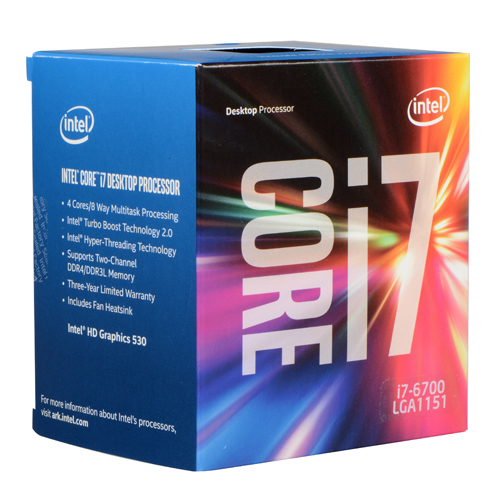 intel
INTEL® CORE™ i7 DESKTOP PROCESSOR
• 4 Cores/8 Way Multitask Processing
• Intel® Turbo Boost Technology 2.0
• Intel® Hyper-Threading Technology
• Supports Two-Channel
DDR4/DDR3L Memory
• Three-Year Limited Warranty
• Includes Fan Heatsink
Intel® HD Graphics 530
For more information about Intel's processors,
visit ark.intel.com
intel
Desktop Processor
CORE
i7
i7-6700
LGA1151